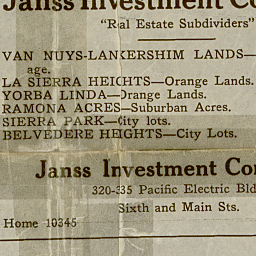 Janss Investment Co
"Real Estate Subdividers"
VAN NUYS-LANKERSHIM LANDS—
age.
LA SIERRA HEIGHTS—Orange Lands.
YORBA LINDA—Orange Lands.
RAMONA ACRES—Suburban Acres.
SIERRA PARK—City lots.
BELVEDERE HEIGHTS—City Lots.
Janss Investment Co
320-335 Pacific Electric Bld
Sixth and Main Sts.
Home 10345